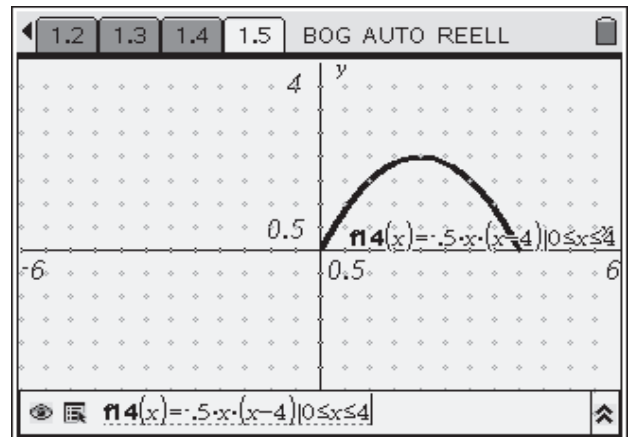 1.2 1.3 1.4 1.5 BOG AUTO REELL
y
4
0.5
f14(x)=-.5·x·(x-4)|0≤x≤4
x
-6 0.5 6
f14(x)=-.5·x·(x-4)|0≤x≤4